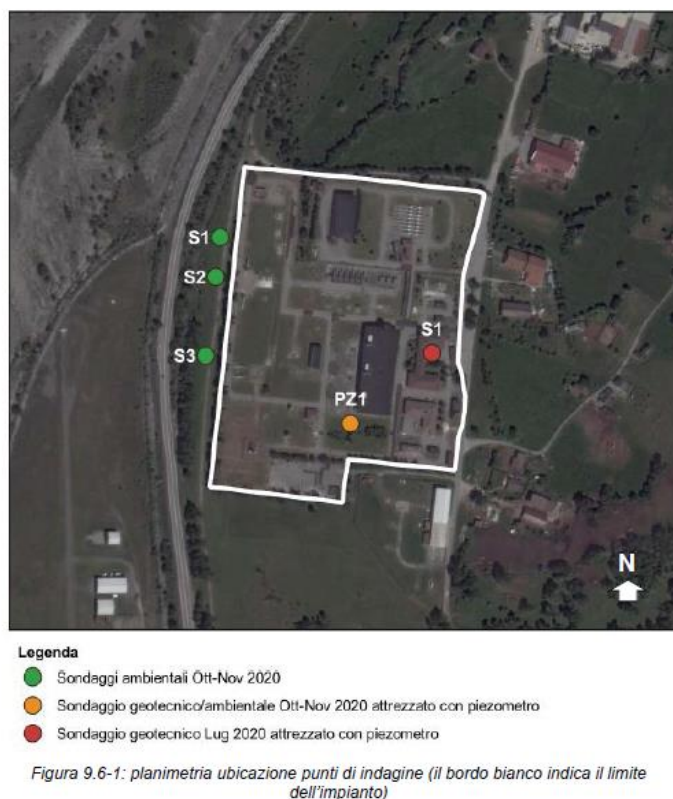 S1
S2
S1
S3
PZ1
N
Legenda
Sondaggi ambientali Ott-Nov 2020
Sondaggio geotecnico/ambientale Ott-Nov 2020 attrezzato con piezometro
Sondaggio geotecnico Lug 2020 attrezzato con piezometro
Figura 9.6-1: planimetria ubicazione punti di indagine (il bordo bianco indica il limite
dell'impianto)